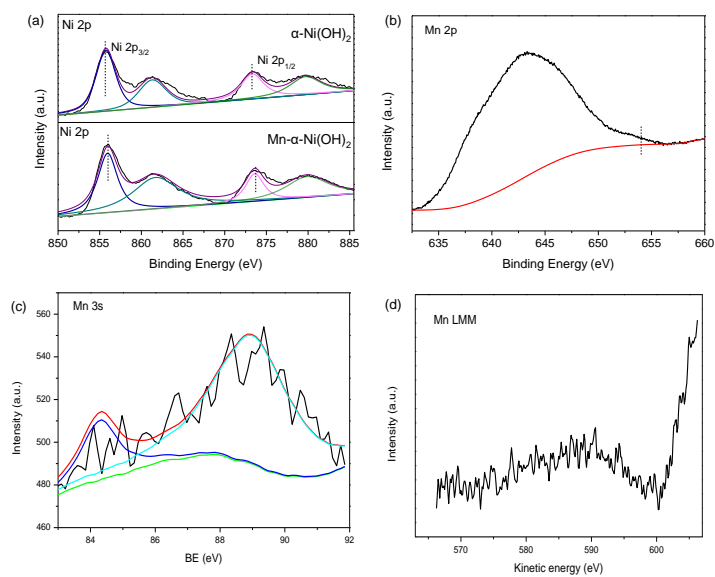 (a)
Ni 2p
α-Ni(OH)2
Ni 2p3/2
Ni 2p1/2
Ni 2p
Mn-α-Ni(OH)2
Intensity (a.u.)
850 855 860 865 870 875 880 885
Binding Energy (eV)
(b)
Mn 2p
Intensity (a.u.)
635 640 645 650 655 660
Binding Energy (eV)
(c)
Mn 3s
560
540
520
500
480
460
Intensity (a.u.)
84 86 88 90 92
BE (eV)
(d)
Mn LMM
Intensity (a.u.)
570 580 590 600
Kinetic energy (eV)